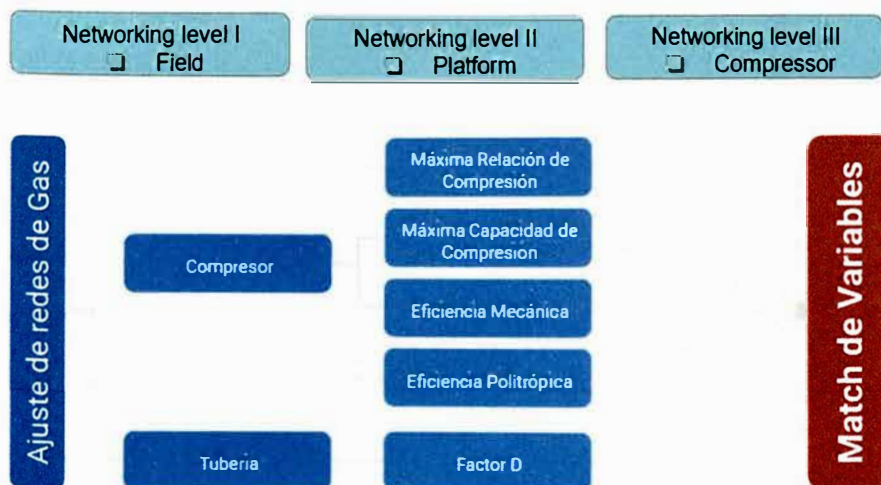 Networking level I
❑ Field
Networking level II
❑ Platform
Networking level III
❑ Compressor
Ajuste de redes de Gas
Compresor
Tuberia
Máxima Relación de
Compresión
Máxima Capacidad de
Compresion
Eficiencia Mecánica
Eficiencia Politrópica
Factor D
Match de Variables